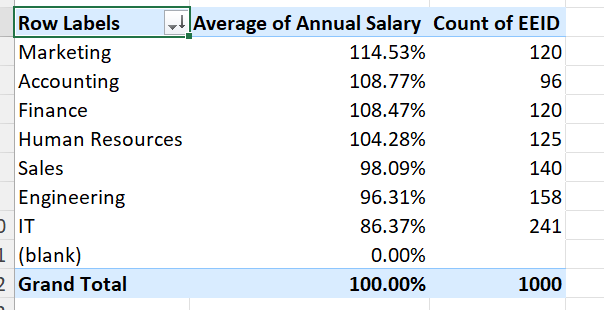 Row Labels Average of Annual Salary Count of EEID
Marketing 114.53% 120
Accounting 108.77% 96
Finance 108.47% 120
Human Resources 104.28% 125
Sales 98.09% 140
Engineering 96.31% 158
IT 86.37% 241
(blank) 0.00%
Grand Total 100.00% 1000